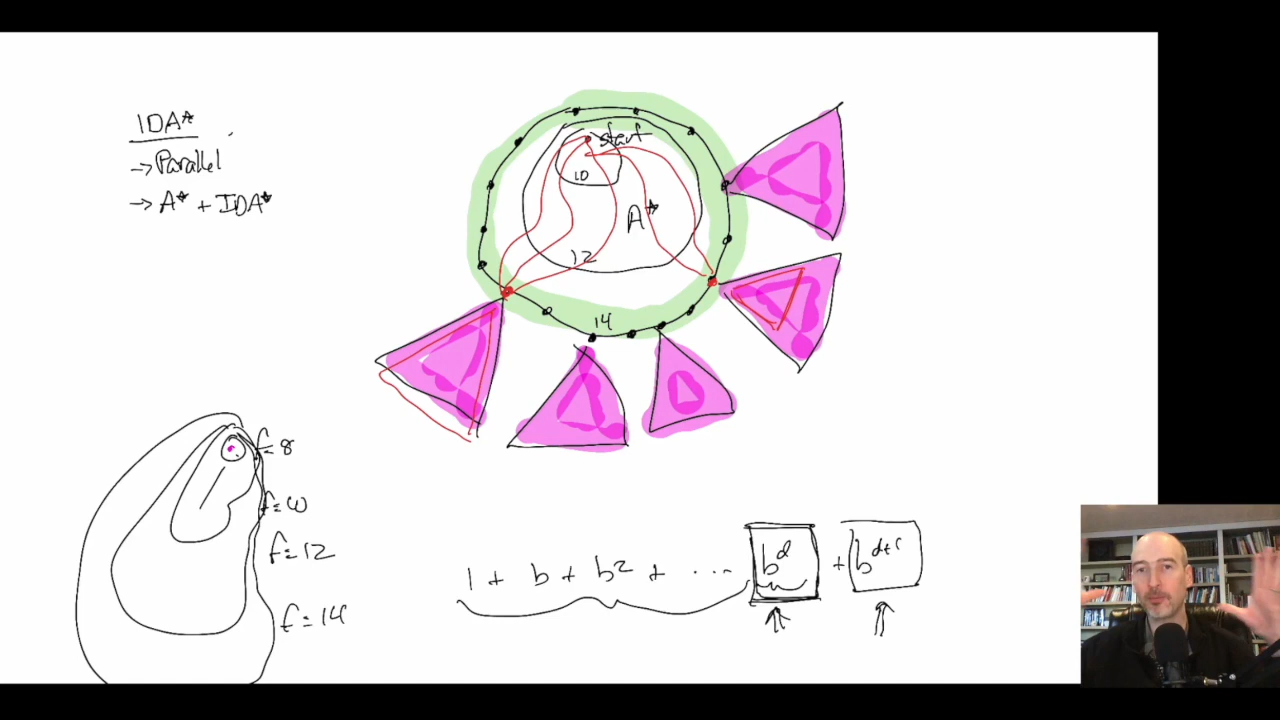 IDA*
→ Parallel
→ A* + IDA*
start
10
A*
12
14
f=8
f=10
f=12
f=14
1 + b + b² + ... b^d + b^{d+1}